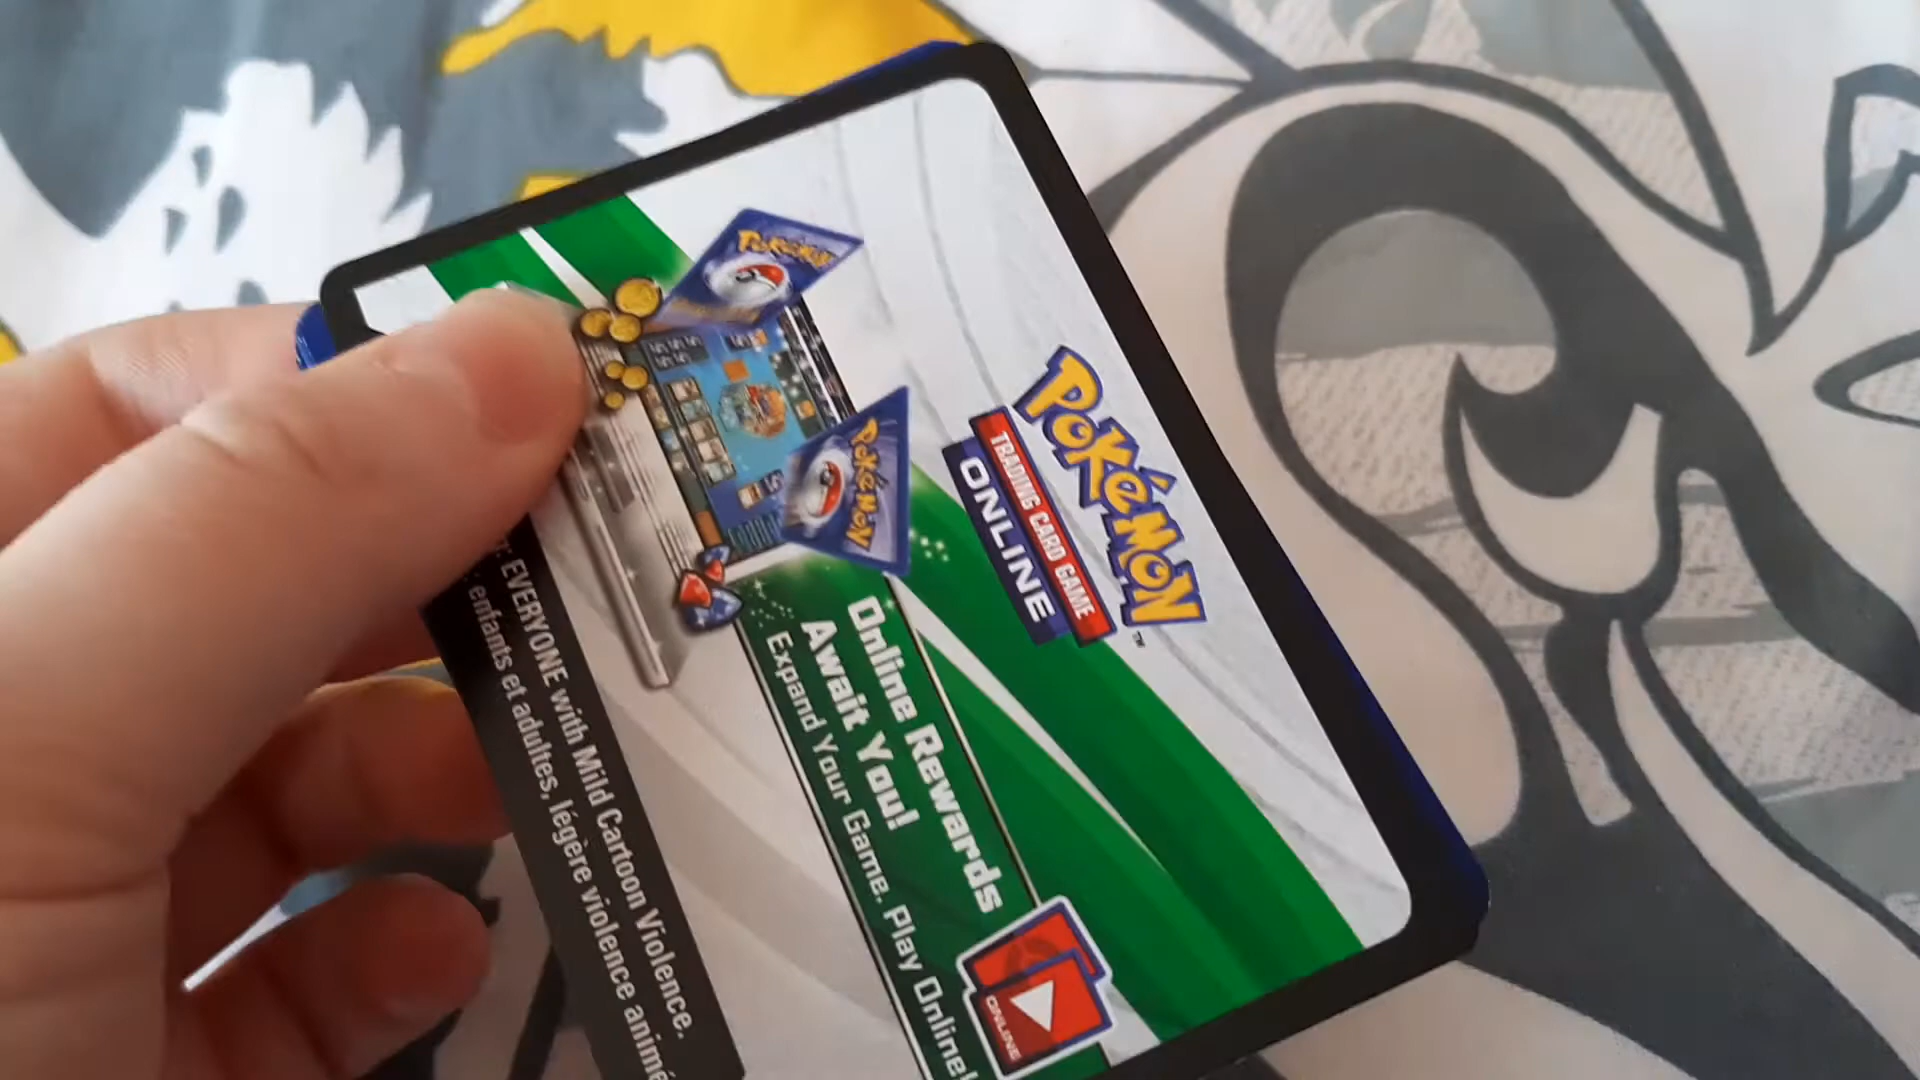 POKéMON
POKéMON
POKéMON
TRADING CARD GAME
ONLINE
TM
Online Rewards
Await You!
Expand Your Game. Play Online!
ONLINE
EVERYONE with Mild Cartoon Violence.
enfants et adultes, légère violence